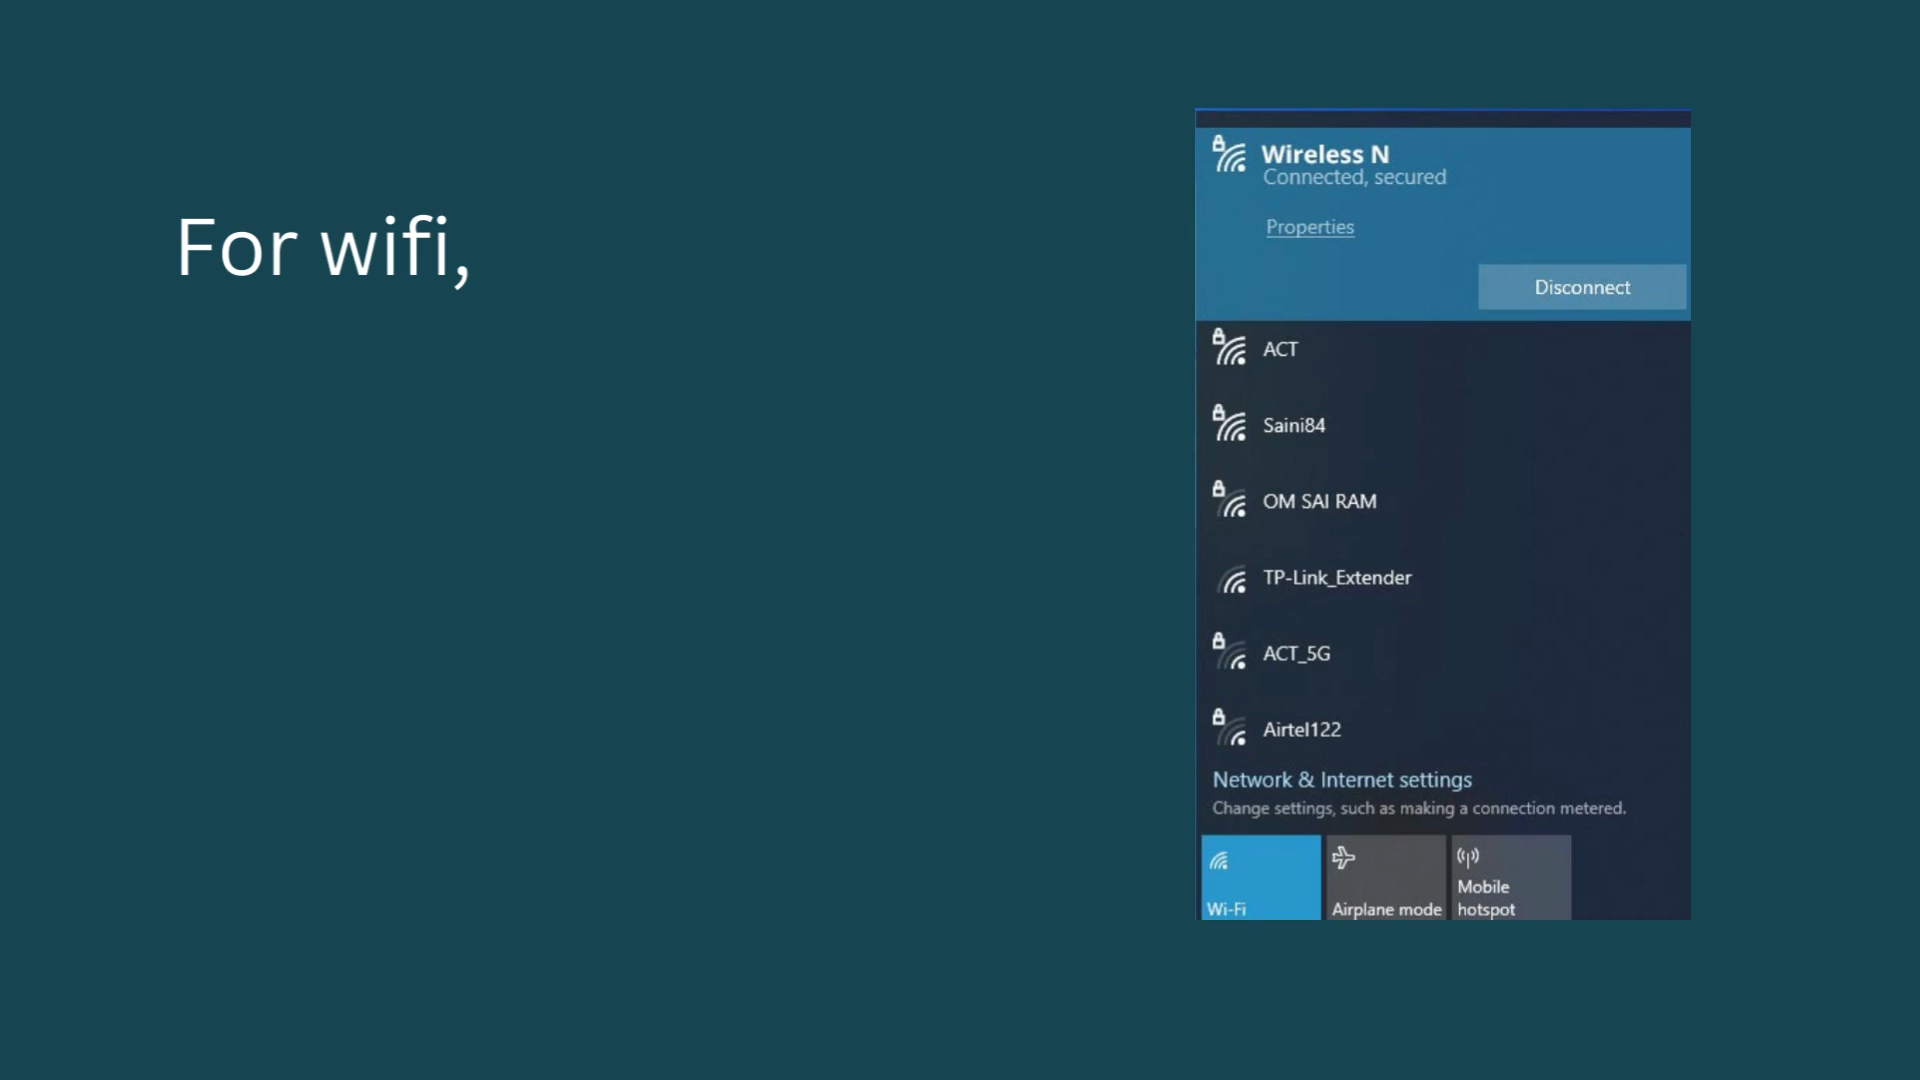 For wifi,
Wireless N
Connected, secured
Properties
Disconnect
ACT
Saini84
OM SAI RAM
TP-Link_Extender
ACT_5G
Airtel122
Network & Internet settings
Change settings, such as making a connection metered.
Wi-Fi
Airplane mode
Mobile
hotspot